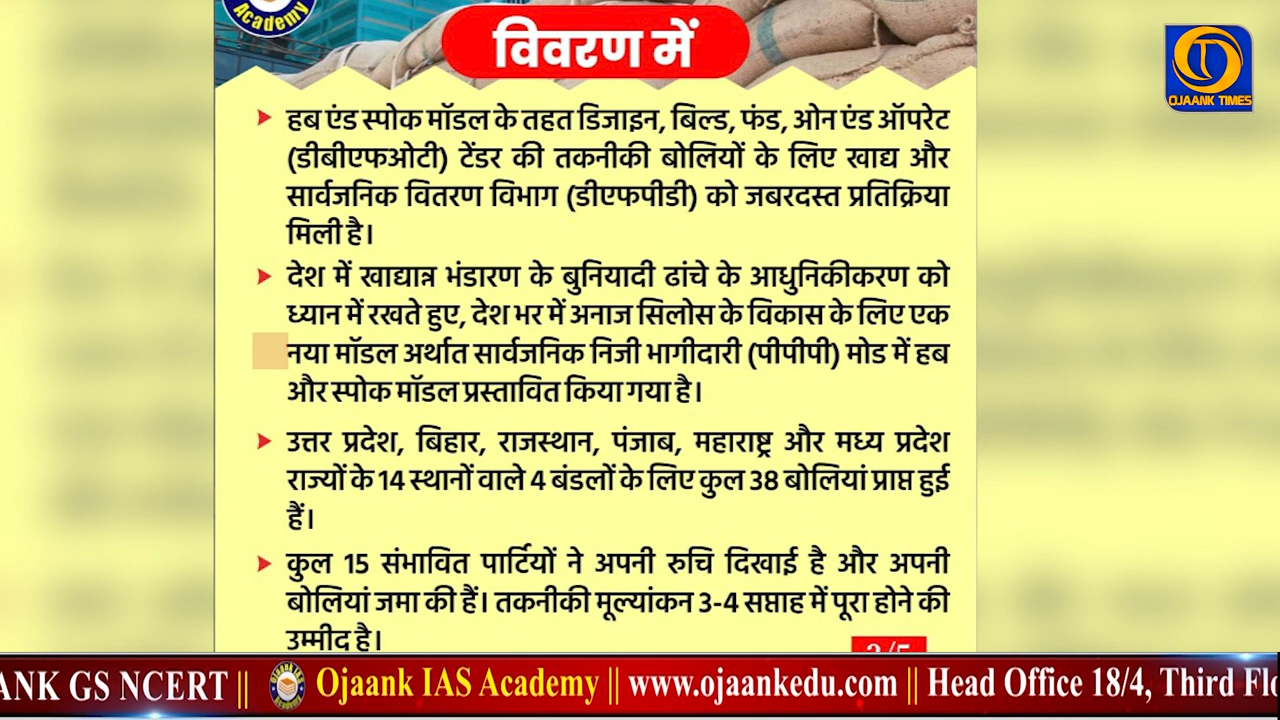 Academy
विवरण में
OJAANK TIMES
हब एंड स्पोक मॉडल के तहत डिजाइन, बिल्ड, फंड, ओन एंड ऑपरेट
(डीबीएफओटी) टेंडर की तकनीकी बोलियों के लिए खाद्य और
सार्वजनिक वितरण विभाग (डीएफपीडी) को जबरदस्त प्रतिक्रिया
मिली है।
देश में खाद्यान्न भंडारण के बुनियादी ढांचे के आधुनिकीकरण को
ध्यान में रखते हुए, देश भर में अनाज सिलोस के विकास के लिए एक
नया मॉडल अर्थात सार्वजनिक निजी भागीदारी (पीपीपी) मोड में हब
और स्पोक मॉडल प्रस्तावित किया गया है।
उत्तर प्रदेश, बिहार, राजस्थान, पंजाब, महाराष्ट्र और मध्य प्रदेश
राज्यों के 14 स्थानों वाले 4 बंडलों के लिए कुल 38 बोलियां प्राप्त हुई
हैं।
कुल 15 संभावित पार्टियों ने अपनी रुचि दिखाई है और अपनी
बोलियां जमा की हैं। तकनीकी मूल्यांकन 3-4 सप्ताह में पूरा होने की
उम्मीद है।
ANK GS NCERT || Ojaank IAS Academy || www.ojaankedu.com || Head Office 18/4, Third Flo